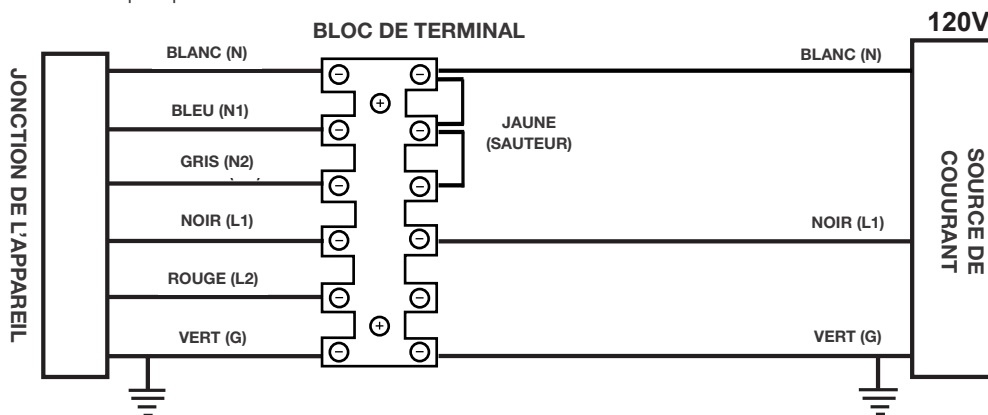 120V
BLOC DE TERMINAL
BLANC (N)
BLANC (N)
BLEU (N1)
JAUNE
(SAUTEUR)
GRIS (N2)
NOIR (L1)
NOIR (L1)
ROUGE (L2)
VERT (G)
VERT (G)
JONCTION DE L'APPAREIL
SOURCE DE
COUURANT